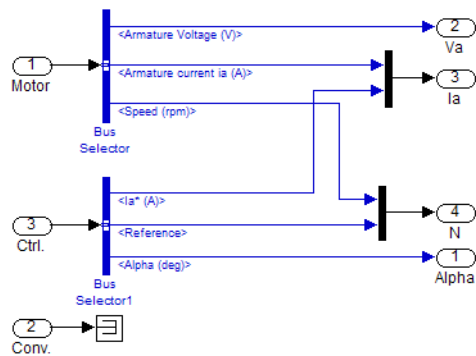 <Armature Voltage (V)>
2
Va
1
Motor
<Armature current ia (A)>
3
Ia
<Speed (rpm)>
Bus
Selector
<Ia* (A)>
3
Ctrl.
<Reference>
4
N
<Alpha (deg)>
1
Alpha
Bus
Selector1
2
Conv.